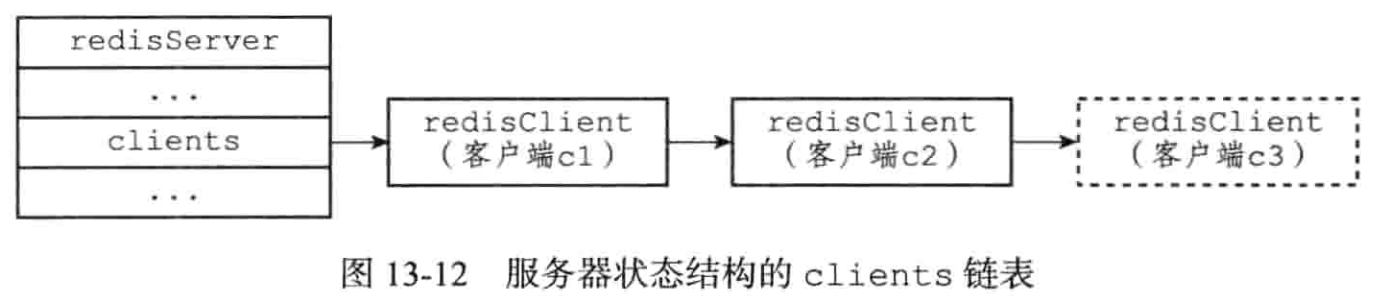 redisServer
...
clients
...
redisClient
（客户端c1）
redisClient
（客户端c2）
redisClient
（客户端c3）
图 13-12 服务器状态结构的 clients 链表